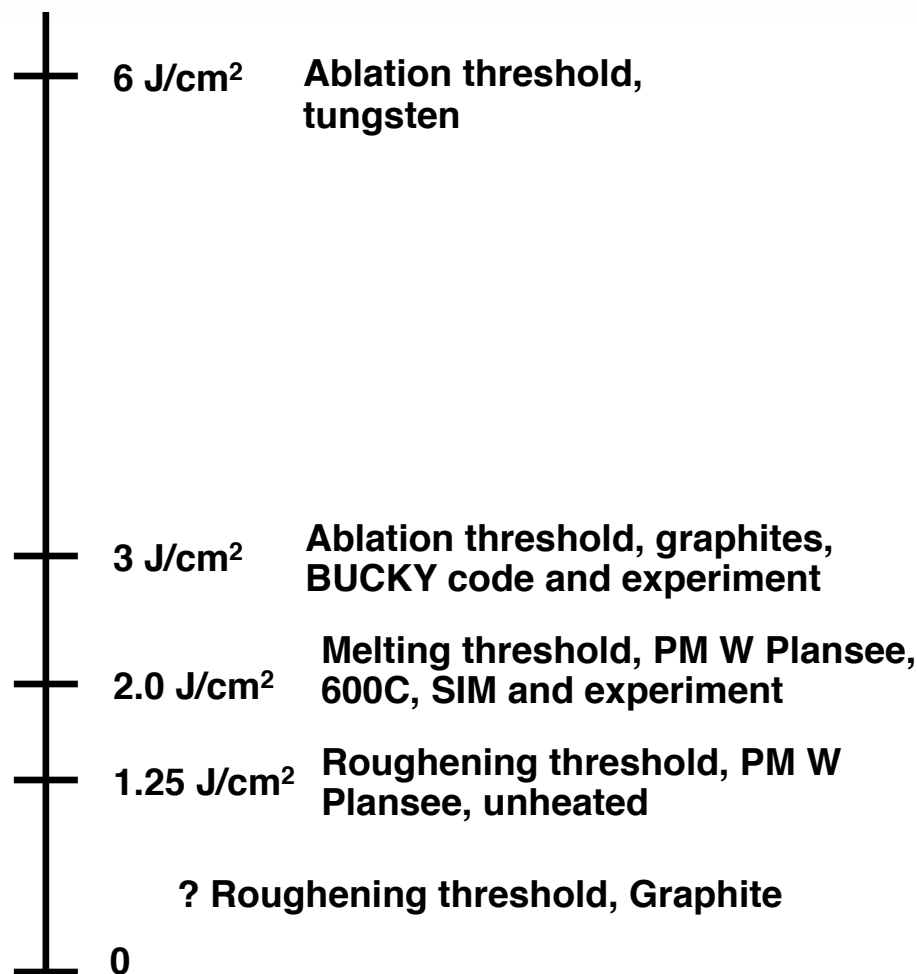 6 J/cm² Ablation threshold,
tungsten
3 J/cm² Ablation threshold, graphites,
BUCKY code and experiment
2.0 J/cm² Melting threshold, PM W Plansee,
600C, SIM and experiment
1.25 J/cm² Roughening threshold, PM W
Plansee, unheated
? Roughening threshold, Graphite
0